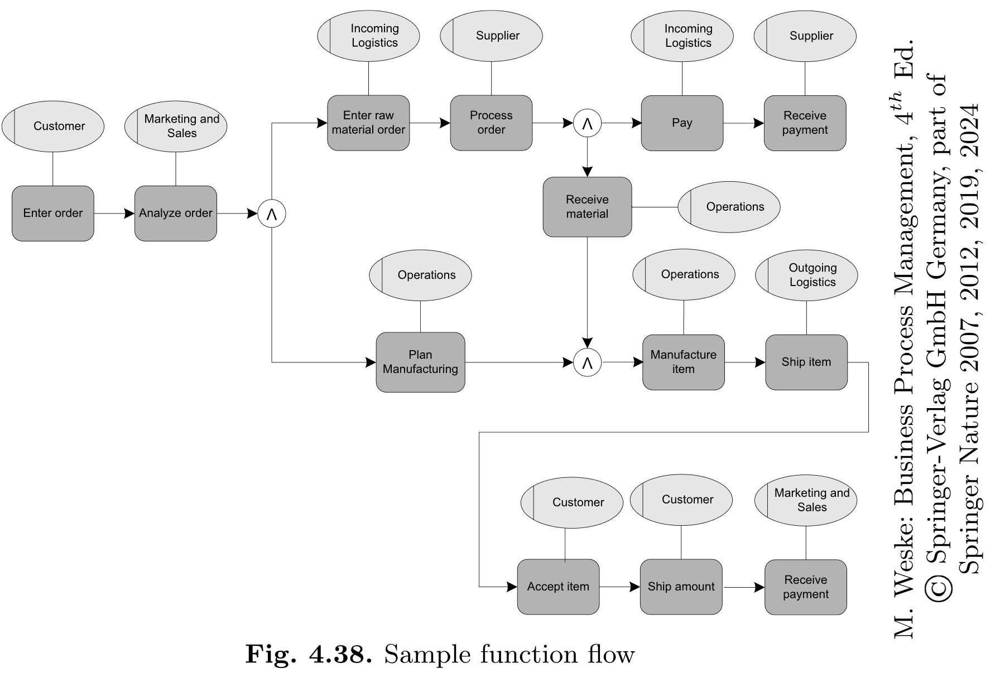 Incoming
Logistics
Supplier
Incoming
Logistics
Supplier
Customer
Marketing and
Sales
Enter raw
material order
Process
order
∧
Pay
Receive
payment
Enter order
Analyze order
∧
Receive
material
Operations
Operations
Operations
Outgoing
Logistics
Plan
Manufacturing
∧
Manufacture
item
Ship item
Customer
Customer
Marketing and
Sales
Accept item
Ship amount
Receive
payment
Fig. 4.38. Sample function flow
M. Weske: Business Process Management, 4th Ed.
© Springer-Verlag GmbH Germany, part of
Springer Nature 2007, 2012, 2019, 2024